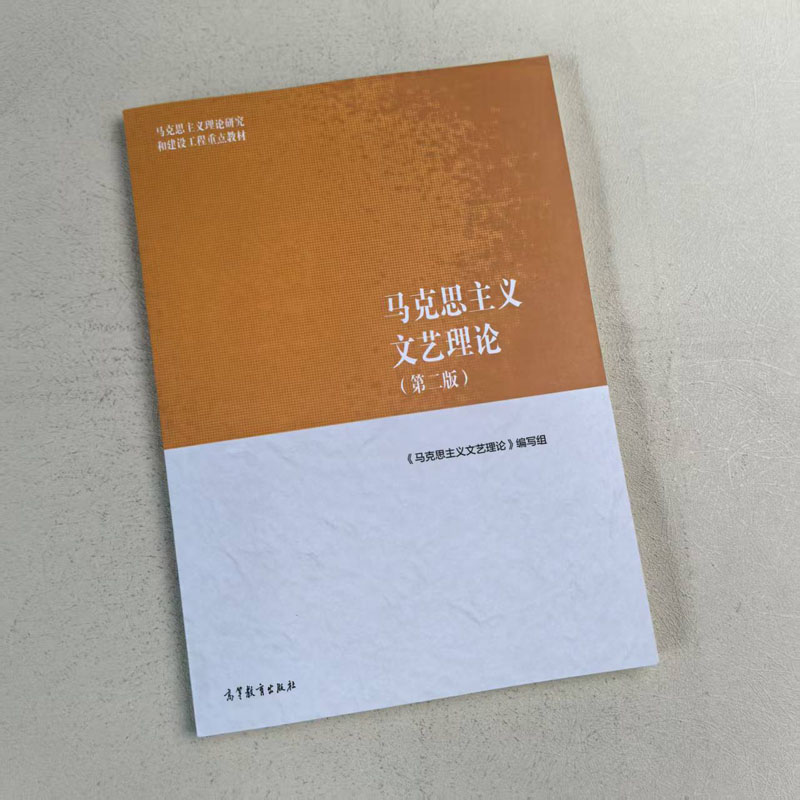 马克思主义理论研究
和建设工程重点教材
马克思主义
文艺理论
（第二版）
《马克思主义文艺理论》编写组
高等教育出版社